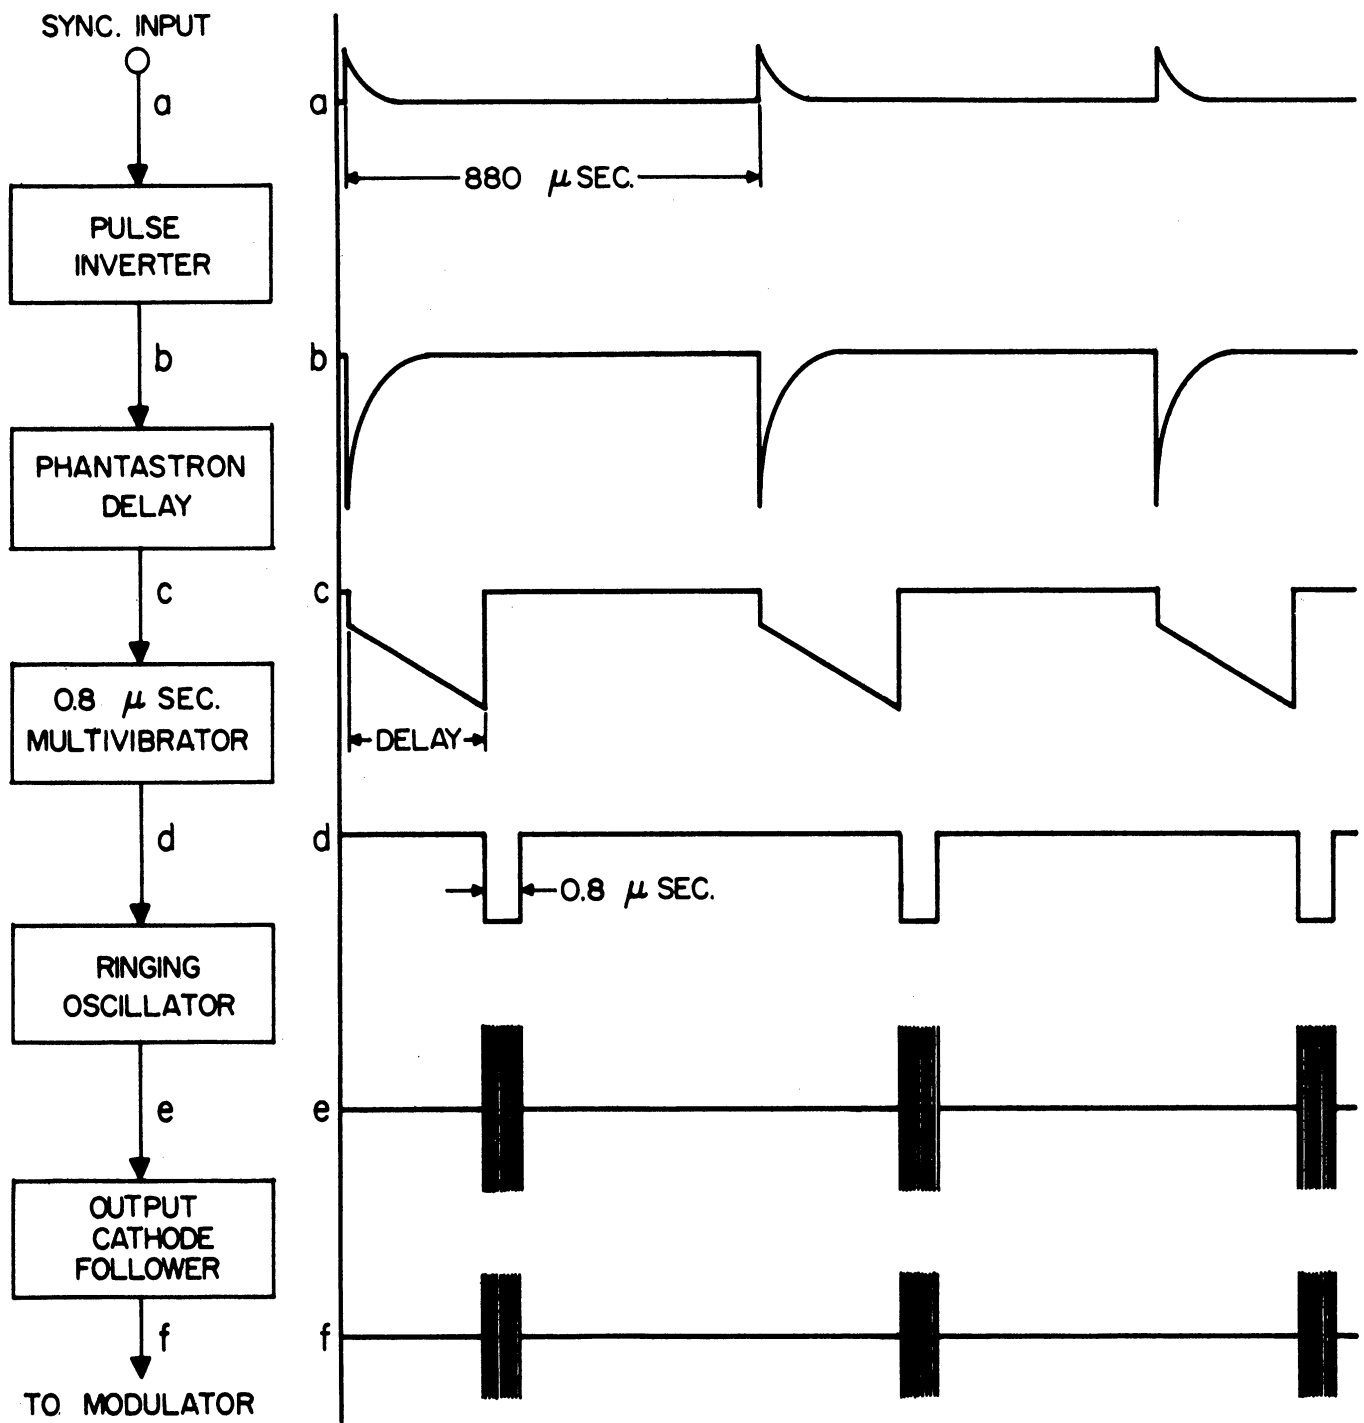 SYNC. INPUT
a
PULSE
INVERTER
b
PHANTASTRON
DELAY
c
0.8 μ SEC.
MULTIVIBRATOR
d
RINGING
OSCILLATOR
e
OUTPUT
CATHODE
FOLLOWER
f
TO MODULATOR
a
880 μ SEC.
b
c
DELAY
d
0.8 μ SEC.
e
f